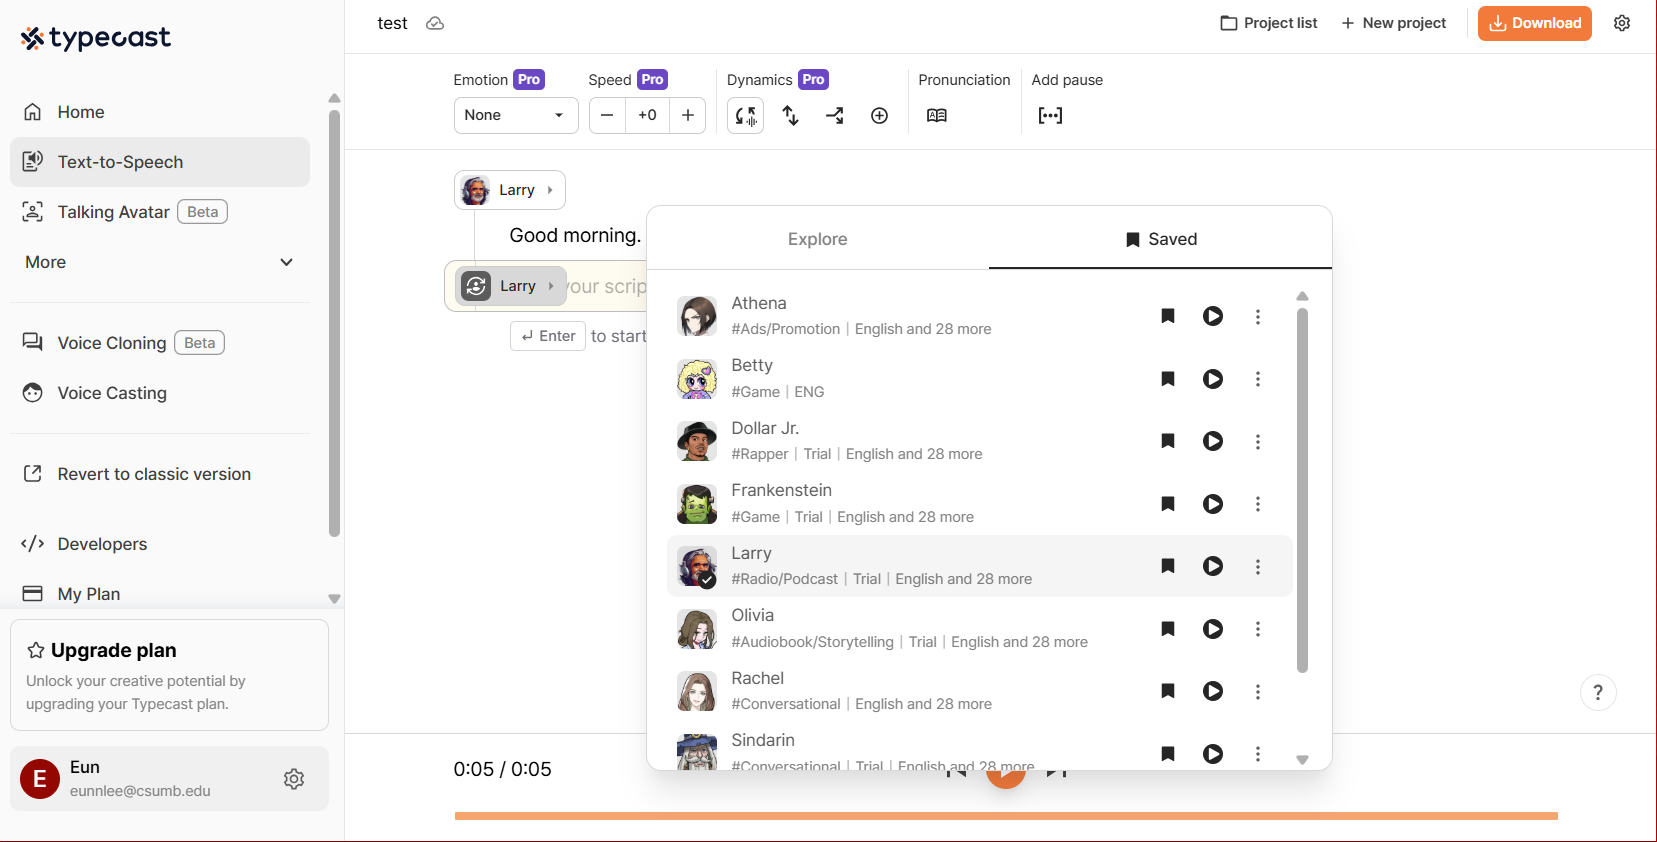 typecast
Home
Text-to-Speech
Talking Avatar Beta
More
Voice Cloning Beta
Voice Casting
Revert to classic version
Developers
My Plan
Upgrade plan
Unlock your creative potential by
upgrading your Typecast plan.
E
Eun
eunnlee@csumb.edu
test
Project list
New project
Download
Emotion Pro
Speed Pro
Dynamics Pro
Pronunciation
Add pause
None
+0
Larry
Good morning.
Larry
your scrip
Enter to start
Explore
Saved
Athena
#Ads/Promotion | English and 28 more
Betty
#Game | ENG
Dollar Jr.
#Rapper | Trial | English and 28 more
Frankenstein
#Game | Trial | English and 28 more
Larry
#Radio/Podcast | Trial | English and 28 more
Olivia
#Audiobook/Storytelling | Trial | English and 28 more
Rachel
#Conversational | English and 28 more
Sindarin
#Conversational | Trial | English and 28 more
?
0:05 / 0:05